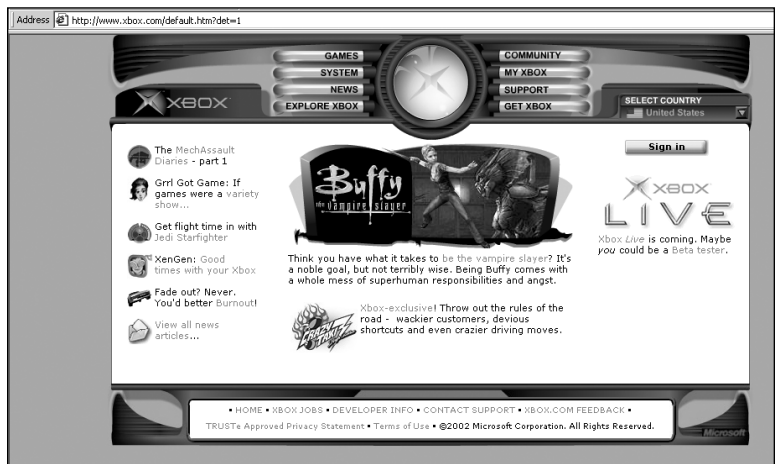 Address http://www.xbox.com/default.htm?det=1
GAMES
SYSTEM
NEWS
EXPLORE XBOX
COMMUNITY
MY XBOX
SUPPORT
GET XBOX
XBOX
SELECT COUNTRY
United States
The MechAssault
Diaries - part 1
Grrl Got Game: If
games were a variety
show...
Get flight time in with
Jedi Starfighter
XenGen: Good
times with your Xbox
Fade out? Never.
You'd better Burnout!
View all news
articles...
Buffy
the vampire slayer
Think you have what it takes to be the vampire slayer? It's
a noble goal, but not terribly wise. Being Buffy comes with
a whole mess of superhuman responsibilities and angst.
CRAZY
TAXI 3
Xbox-exclusive! Throw out the rules of the
road - wackier customers, devious
shortcuts and even crazier driving moves.
Sign in
XBOX
LIVE
Xbox Live is coming. Maybe
you could be a Beta tester.
▪ HOME ▪ XBOX JOBS ▪ DEVELOPER INFO ▪ CONTACT SUPPORT ▪ XBOX.COM FEEDBACK ▪
TRUSTe Approved Privacy Statement ▪ Terms of Use ▪ ©2002 Microsoft Corporation. All Rights Reserved.
Microsoft